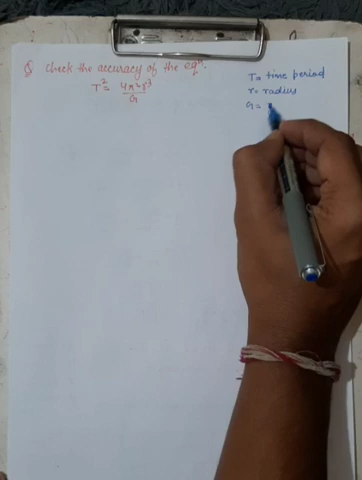 Q Check the accuracy of the eqn.
T² = 4π²r³
G
T = time period
r = radius
G =